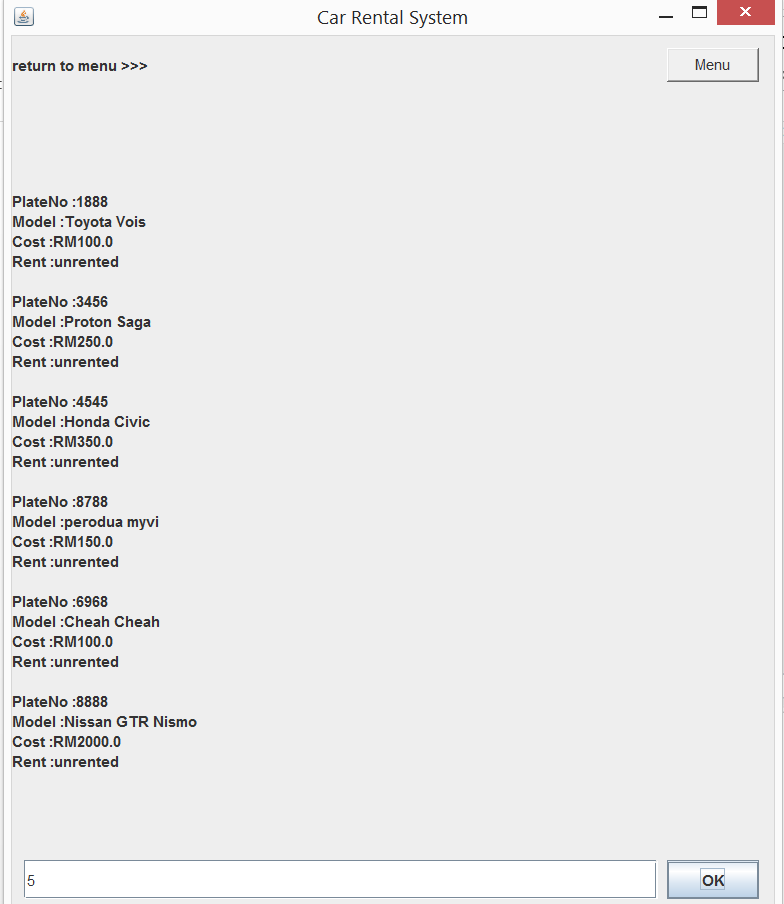 Car Rental System
return to menu >>>
Menu
PlateNo :1888
Model :Toyota Vois
Cost :RM100.0
Rent :unrented
PlateNo :3456
Model :Proton Saga
Cost :RM250.0
Rent :unrented
PlateNo :4545
Model :Honda Civic
Cost :RM350.0
Rent :unrented
PlateNo :8788
Model :perodua myvi
Cost :RM150.0
Rent :unrented
PlateNo :6968
Model :Cheah Cheah
Cost :RM100.0
Rent :unrented
PlateNo :8888
Model :Nissan GTR Nismo
Cost :RM2000.0
Rent :unrented
5
OK